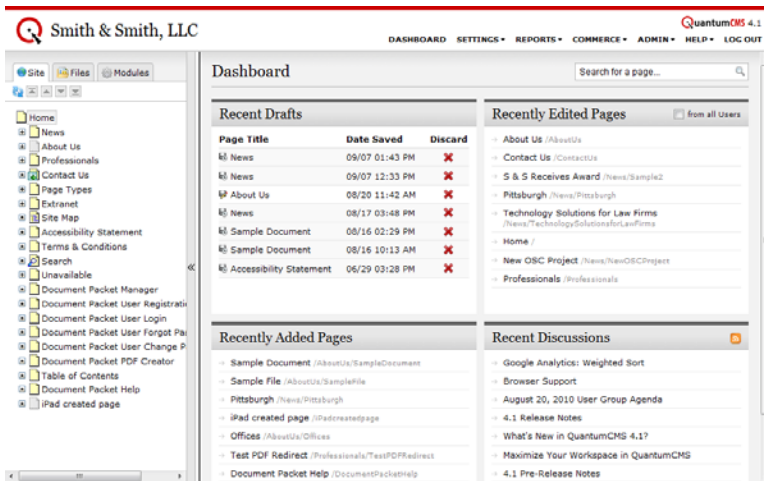 Smith & Smith, LLC
QuantumCMS 4.1
DASHBOARD SETTINGS REPORTS COMMERCE ADMIN HELP LOG OUT
Site Files Modules
Home
News
About Us
Professionals
Contact Us
Page Types
Extranet
Site Map
Accessibility Statement
Terms & Conditions
Search
Unavailable
Document Packet Manager
Document Packet User Registrati
Document Packet User Login
Document Packet User Forgot Pa
Document Packet User Change P
Document Packet PDF Creator
Table of Contents
Document Packet Help
iPad created page
Dashboard
Search for a page...
Recent Drafts
Page Title Date Saved Discard
News 09/07 01:43 PM
News 09/07 12:33 PM
About Us 08/20 11:42 AM
News 08/17 03:48 PM
Sample Document 08/16 02:29 PM
Sample Document 08/16 10:13 AM
Accessibility Statement 06/29 03:28 PM
Recently Edited Pages from all Users
About Us /AboutUs
Contact Us /ContactUs
S & S Receives Award /News/Sample2
Pittsburgh /News/Pittsburgh
Technology Solutions for Law Firms
/News/TechnologySolutionsforLawFirms
Home /
New OSC Project /News/NewOSCProject
Professionals /Professionals
Recently Added Pages
Sample Document /AboutUs/SampleDocument
Sample File /AboutUs/SampleFile
Pittsburgh /News/Pittsburgh
iPad created page /iPadcreatedpage
Offices /AboutUs/Offices
Test PDF Redirect /Professionals/TestPDFRedirect
Document Packet Help /DocumentPacketHelp
Recent Discussions
Google Analytics: Weighted Sort
Browser Support
August 20, 2010 User Group Agenda
4.1 Release Notes
What's New in QuantumCMS 4.1?
Maximize Your Workspace in QuantumCMS
4.1 Pre-Release Notes